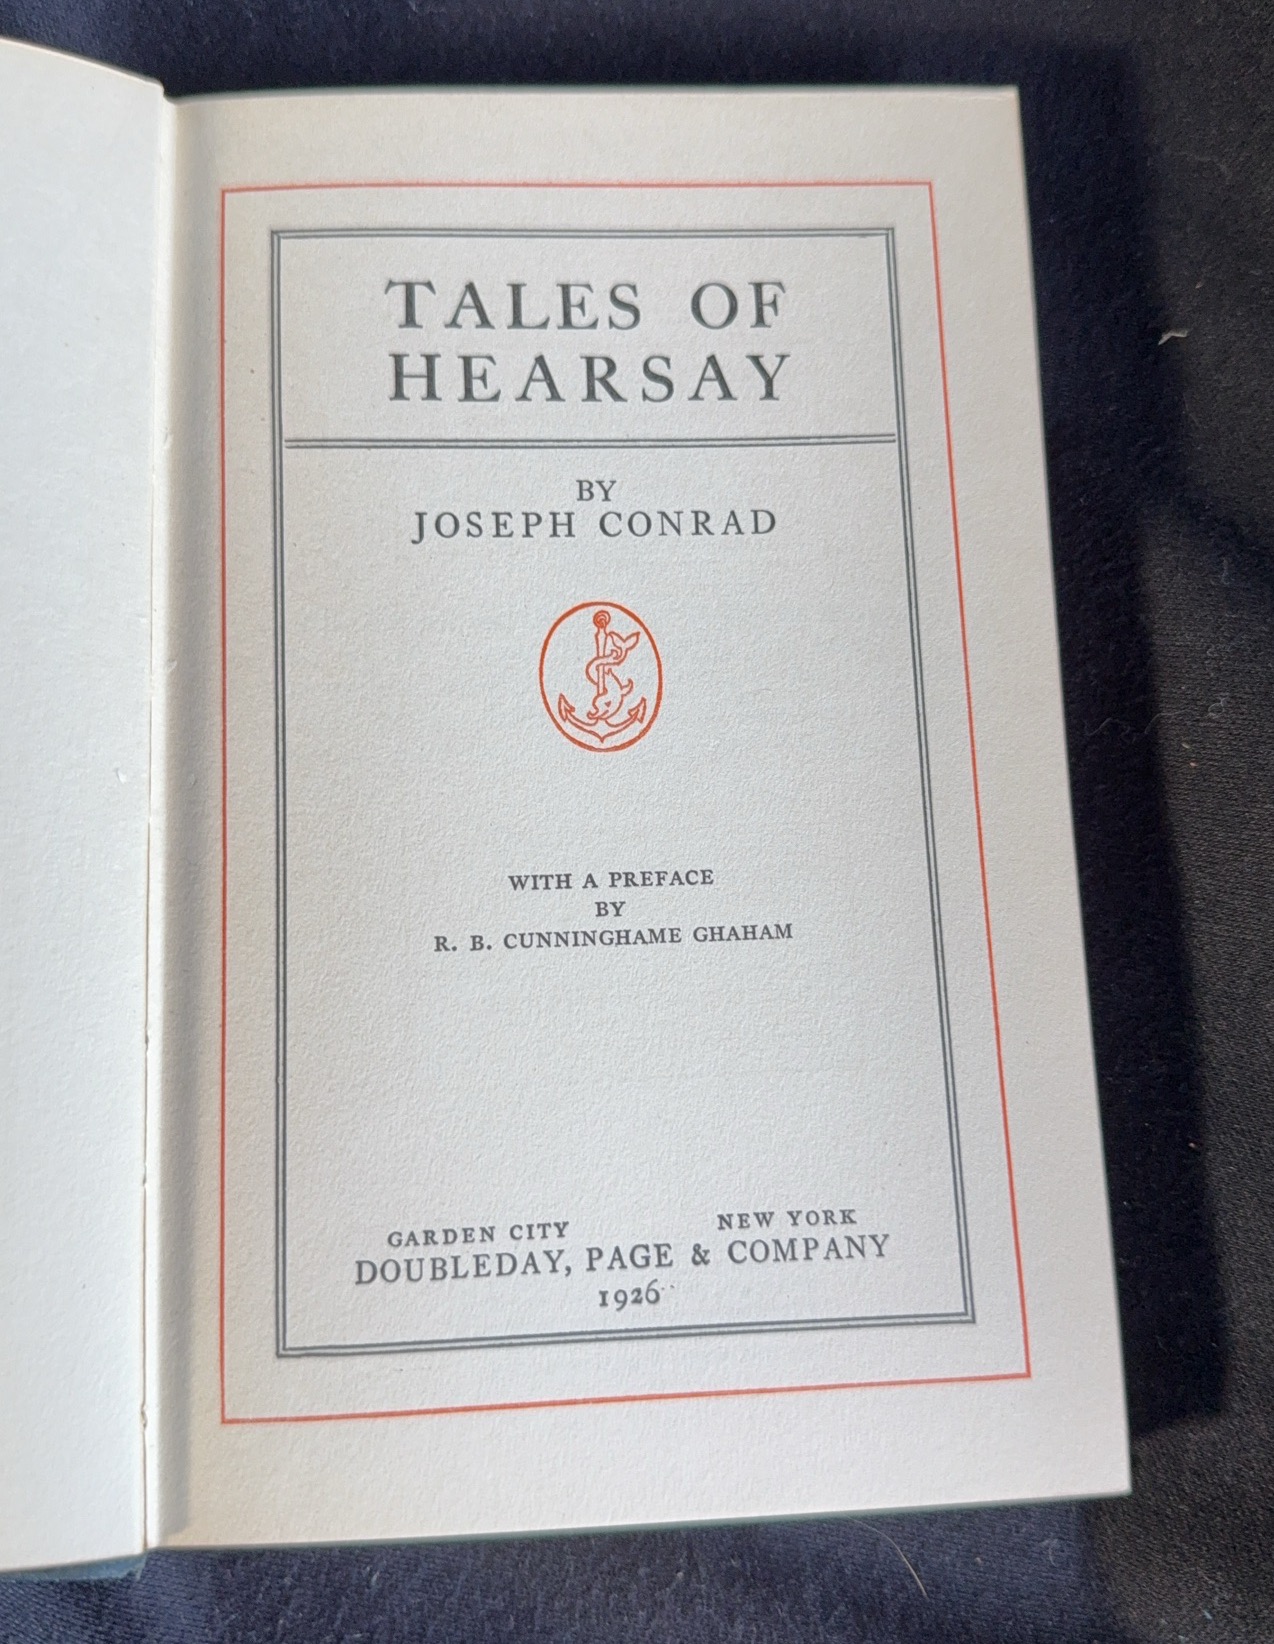 TALES OF
HEARSAY
BY
JOSEPH CONRAD
WITH A PREFACE
BY
R. B. CUNNINGHAME GHAHAM
GARDEN CITY NEW YORK
DOUBLEDAY, PAGE & COMPANY
1926